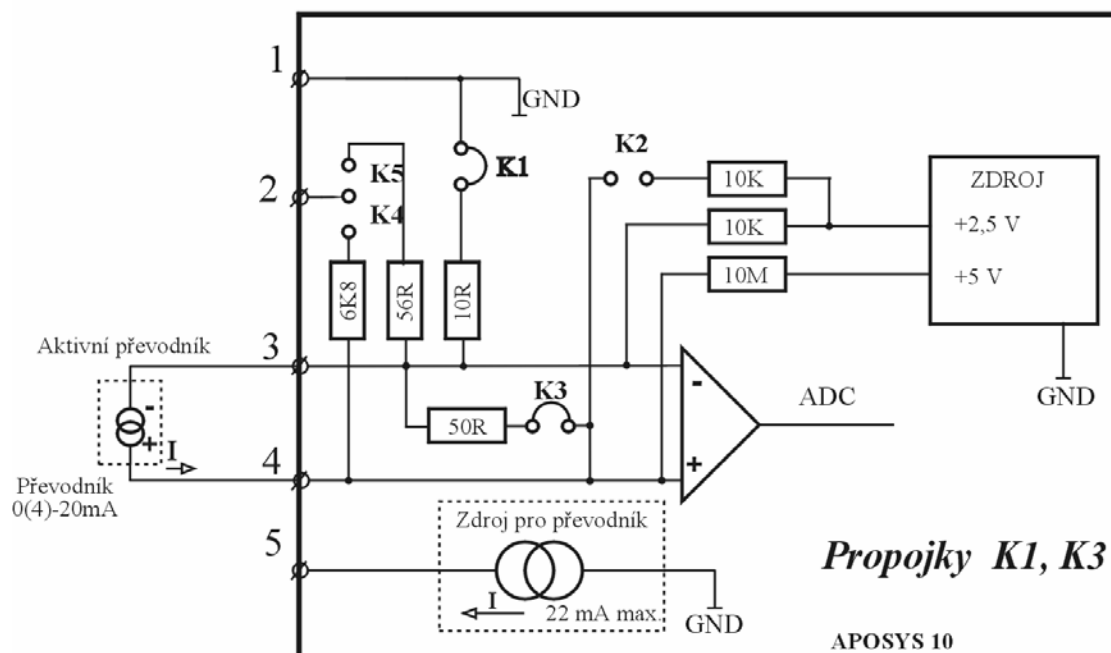 1
GND
K2
K5
K1
10K
ZDROJ
2
K4
10K
+2,5 V
10M
+5 V
6K8
56R
10R
Aktivní převodník
3
-
GND
K3
ADC
-
50R
+
I
+
4
Převodník
0(4)-20mA
Zdroj pro převodník
5
Propojky K1, K3
I
22 mA max.
GND
APOSYS 10